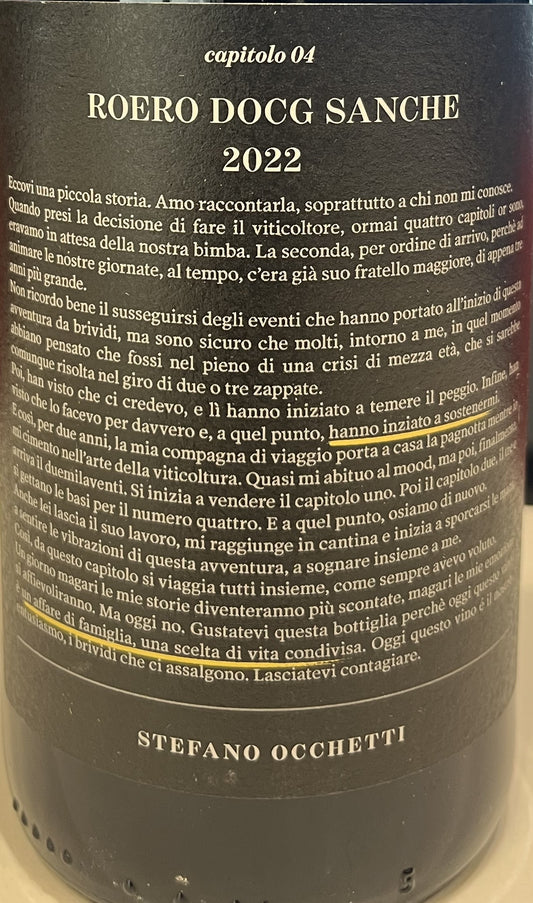 capitolo 04
ROERO DOCG SANCHE
2022
Eccovi una piccola storia. Amo raccontarla, soprattutto a chi non mi conosce.
Quando presi la decisione di fare il viticoltore, ormai quattro capitoli or sono,
eravamo in attesa della nostra bimba. La seconda, per ordine di arrivo, perchè ad
animare le nostre giornate, al tempo, c'era già suo fratello maggiore, di appena tre
anni più grande.
Non ricordo bene il susseguirsi degli eventi che hanno portato all'inizio di questa
avventura da brividi, ma sono sicuro che molti, intorno a me, in quel momento
abbiano pensato che fossi nel pieno di una crisi di mezza età, che si sarebbe
comunque risolta nel giro di due o tre zappate.
Poi, han visto che ci credevo, e lì hanno iniziato a temere il peggio. Infine, han
visto che lo facevo per davvero e, a quel punto, hanno inziato a sostenermi.
E così, per due anni, la mia compagna di viaggio porta a casa la pagnotta mentre io
mi cimento nell'arte della viticoltura. Quasi mi abituo al mood, ma poi, finalmente,
arriva il duemilaventi. Si inizia a vendere il capitolo uno. Poi il capitolo due, il tre e
si gettano le basi per il numero quattro. E a quel punto, osiamo di nuovo.
Anche lei lascia il suo lavoro, mi raggiunge in cantina e inizia a sporcarsi le
a sentire le vibrazioni di questa avventura, a sognare insieme a me.
Così, da questo capitolo si viaggia tutti insieme, come sempre avevo voluto.
Un giorno magari le mie storie diventeranno più scontate, magari le mie emozioni
si affievoliranno. Ma oggi no. Gustatevi questa bottiglia perchè oggi questo
è un affare di famiglia, una scelta di vita condivisa. Oggi questo vino é il
entusiasmo, i brividi che ci assalgono. Lasciatevi contagiare.
STEFANO OCCHETTI
5